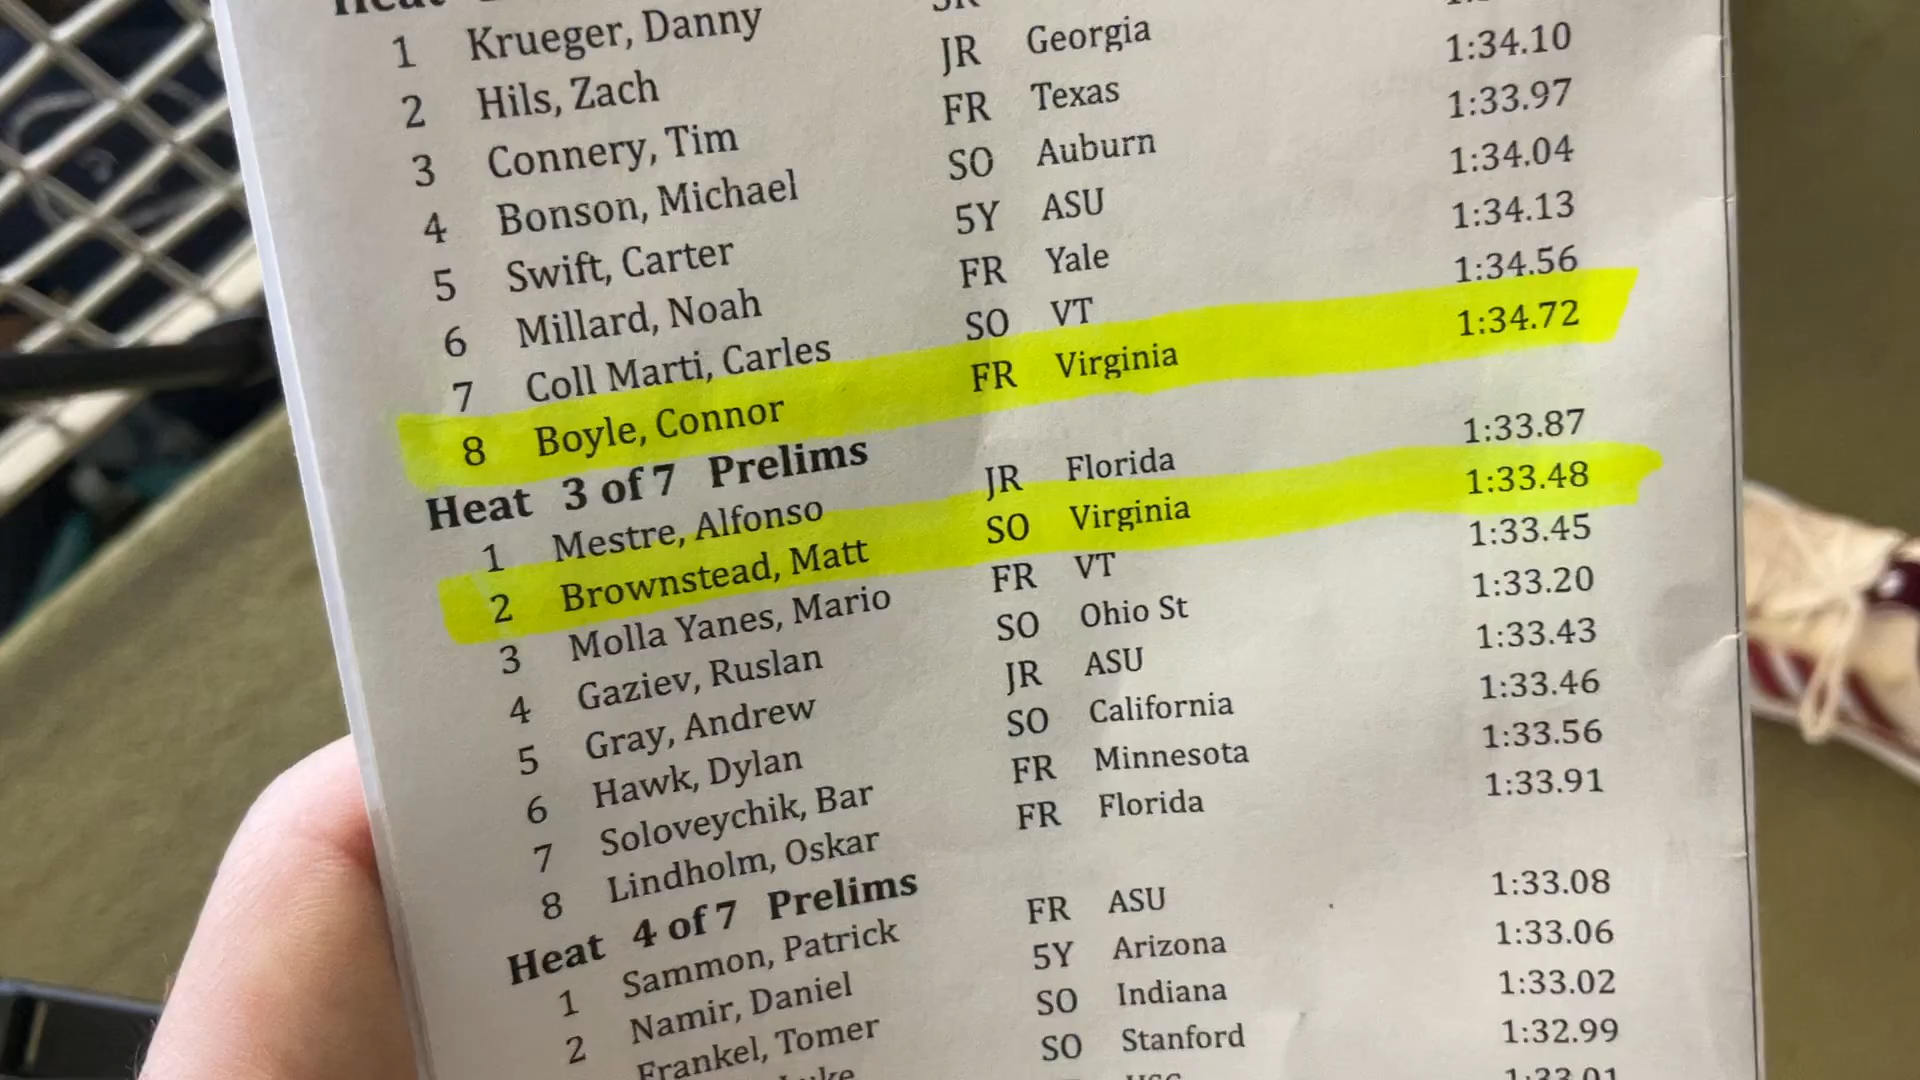 Heat
1 Krueger, Danny SR
2 Hils, Zach JR Georgia
3 Connery, Tim FR Texas 1:34.10
4 Bonson, Michael SO Auburn 1:33.97
5 Swift, Carter 5Y ASU 1:34.04
6 Millard, Noah FR Yale 1:34.13
7 Coll Marti, Carles SO VT 1:34.56
8 Boyle, Connor FR Virginia 1:34.72
Heat 3 of 7 Prelims
1 Mestre, Alfonso JR Florida 1:33.87
2 Brownstead, Matt SO Virginia 1:33.48
3 Molla Yanes, Mario FR VT 1:33.45
4 Gaziev, Ruslan SO Ohio St 1:33.20
5 Gray, Andrew JR ASU 1:33.43
6 Hawk, Dylan SO California 1:33.46
7 Soloveychik, Bar FR Minnesota 1:33.56
8 Lindholm, Oskar FR Florida 1:33.91
Heat 4 of 7 Prelims
1 Sammon, Patrick FR ASU 1:33.08
2 Namir, Daniel 5Y Arizona 1:33.06
Frankel, Tomer SO Indiana 1:33.02
SO Stanford 1:32.99